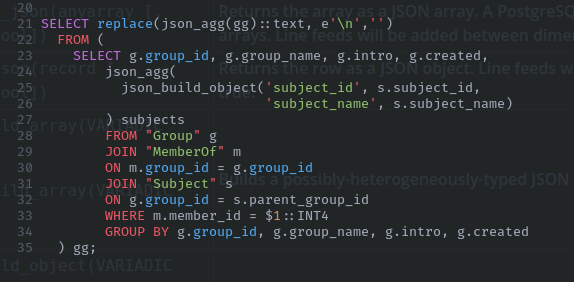 20
_json(anyarray [, Returns the array as a JSON array. A PostgreSQ
21 SELECT replace(json_agg(gg)::text, e'\n','')
ool]) arrays. Line feeds will be added between dimen
22 FROM (
23 SELECT g.group_id, g.group_name, g.intro, g.created,
son(record Returns the row as a JSON object. Line feeds w
24 json_agg(
25 json_build_object('subject_id', s.subject_id,
ool])
26 'subject_name', s.subject_name)
27 ) subjects
ld_array(VARIADIC
28 FROM "Group" g
29 JOIN "MemberOf" m
30 ON m.group_id = g.group_id
31 JOIN "Subject" s
ild_array(VARIADIC Builds a possibly-heterogeneously-typed JSON
32 ON g.group_id = s.parent_group_id
33 WHERE m.member_id = $1::INT4
34 GROUP BY g.group_id, g.group_name, g.intro, g.created
35 ) gg;
ld_object(VARIADIC